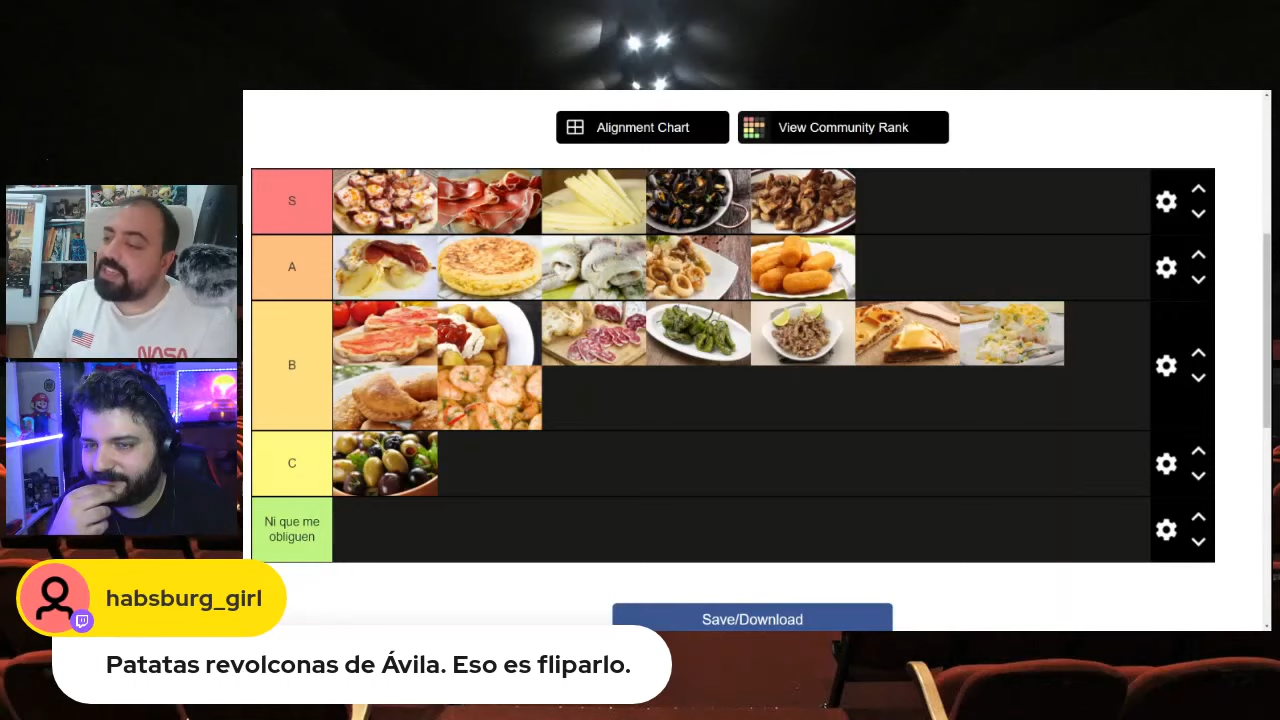 Alignment Chart
View Community Rank
S
A
B
C
Ni que me
obliguen
Save/Download
NASA
habsburg_girl
Patatas revolconas de Ávila. Eso es fliparlo.